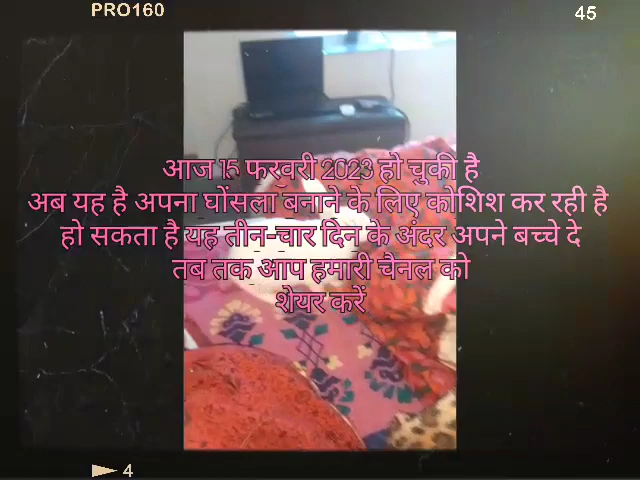 PRO160
45
आज 15 फरवरी 2023 हो चुकी है
अब यह है अपना घोंसला बनाने के लिए कोशिश कर रही है
हो सकता है यह तीन-चार दिन के अंदर अपने बच्चे दे
तब तक आप हमारी चैनल को
शेयर करें
4